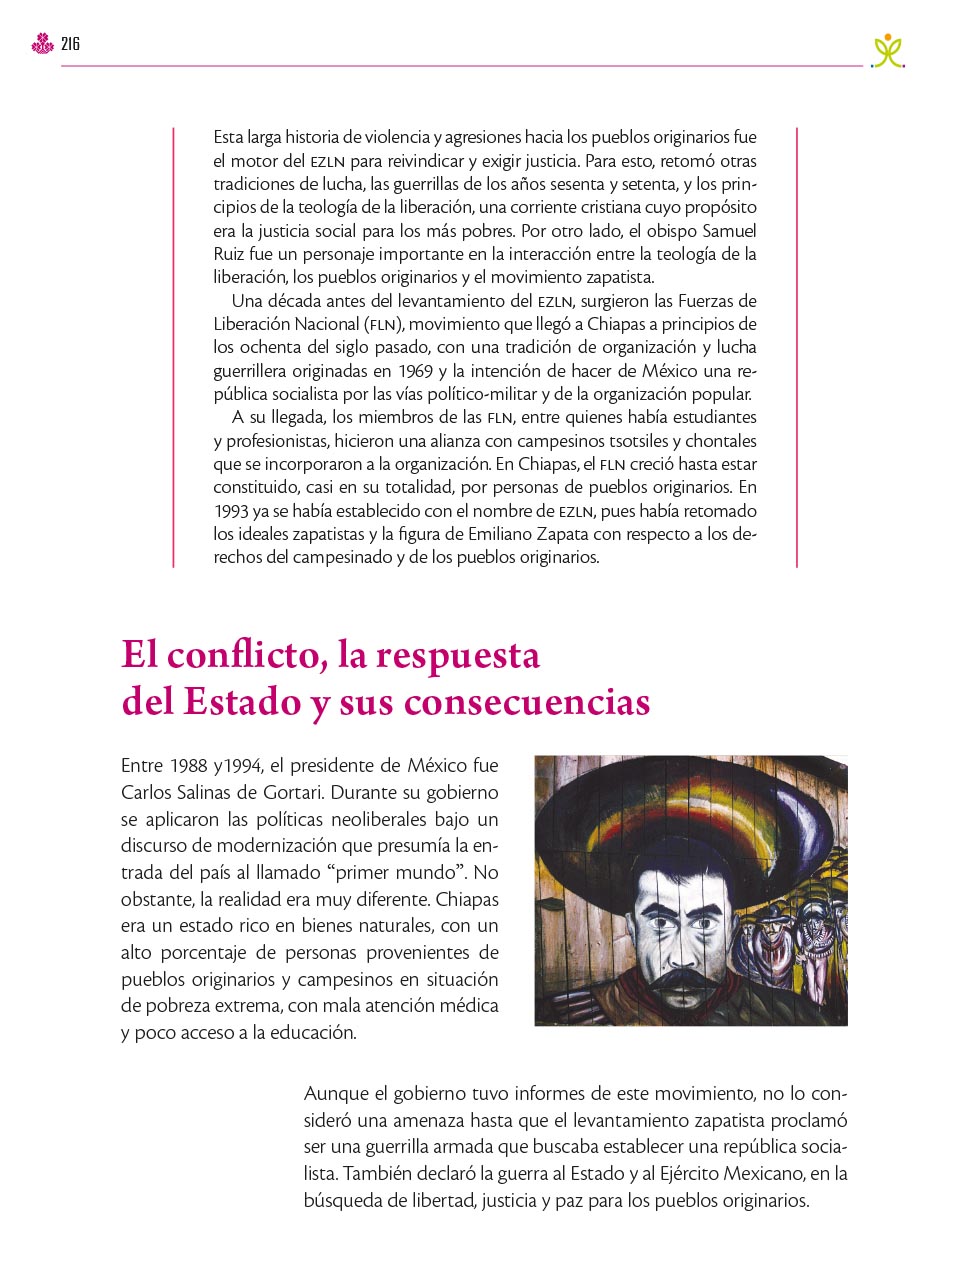 216
Esta larga historia de violencia y agresiones hacia los pueblos originarios fue
el motor del EZLN para reivindicar y exigir justicia. Para esto, retomó otras
tradiciones de lucha, las guerrillas de los años sesenta y setenta, y los prin-
cipios de la teología de la liberación, una corriente cristiana cuyo propósito
era la justicia social para los más pobres. Por otro lado, el obispo Samuel
Ruiz fue un personaje importante en la interacción entre la teología de la
liberación, los pueblos originarios y el movimiento zapatista.
Una década antes del levantamiento del EZLN, surgieron las Fuerzas de
Liberación Nacional (FLN), movimiento que llegó a Chiapas a principios de
los ochenta del siglo pasado, con una tradición de organización y lucha
guerrillera originadas en 1969 y la intención de hacer de México una re-
pública socialista por las vías político-militar y de la organización popular.
A su llegada, los miembros de las FLN, entre quienes había estudiantes
y profesionistas, hicieron una alianza con campesinos tsotsiles y chontales
que se incorporaron a la organización. En Chiapas, el FLN creció hasta estar
constituido, casi en su totalidad, por personas de pueblos originarios. En
1993 ya se había establecido con el nombre de EZLN, pues había retomado
los ideales zapatistas y la figura de Emiliano Zapata con respecto a los de-
rechos del campesinado y de los pueblos originarios.
El conflicto, la respuesta
del Estado y sus consecuencias
Entre 1988 y1994, el presidente de México fue
Carlos Salinas de Gortari. Durante su gobierno
se aplicaron las políticas neoliberales bajo un
discurso de modernización que presumía la en-
trada del país al llamado “primer mundo”. No
obstante, la realidad era muy diferente. Chiapas
era un estado rico en bienes naturales, con un
alto porcentaje de personas provenientes de
pueblos originarios y campesinos en situación
de pobreza extrema, con mala atención médica
y poco acceso a la educación.
Aunque el gobierno tuvo informes de este movimiento, no lo con-
sideró una amenaza hasta que el levantamiento zapatista proclamó
ser una guerrilla armada que buscaba establecer una república socia-
lista. También declaró la guerra al Estado y al Ejército Mexicano, en la
búsqueda de libertad, justicia y paz para los pueblos originarios.